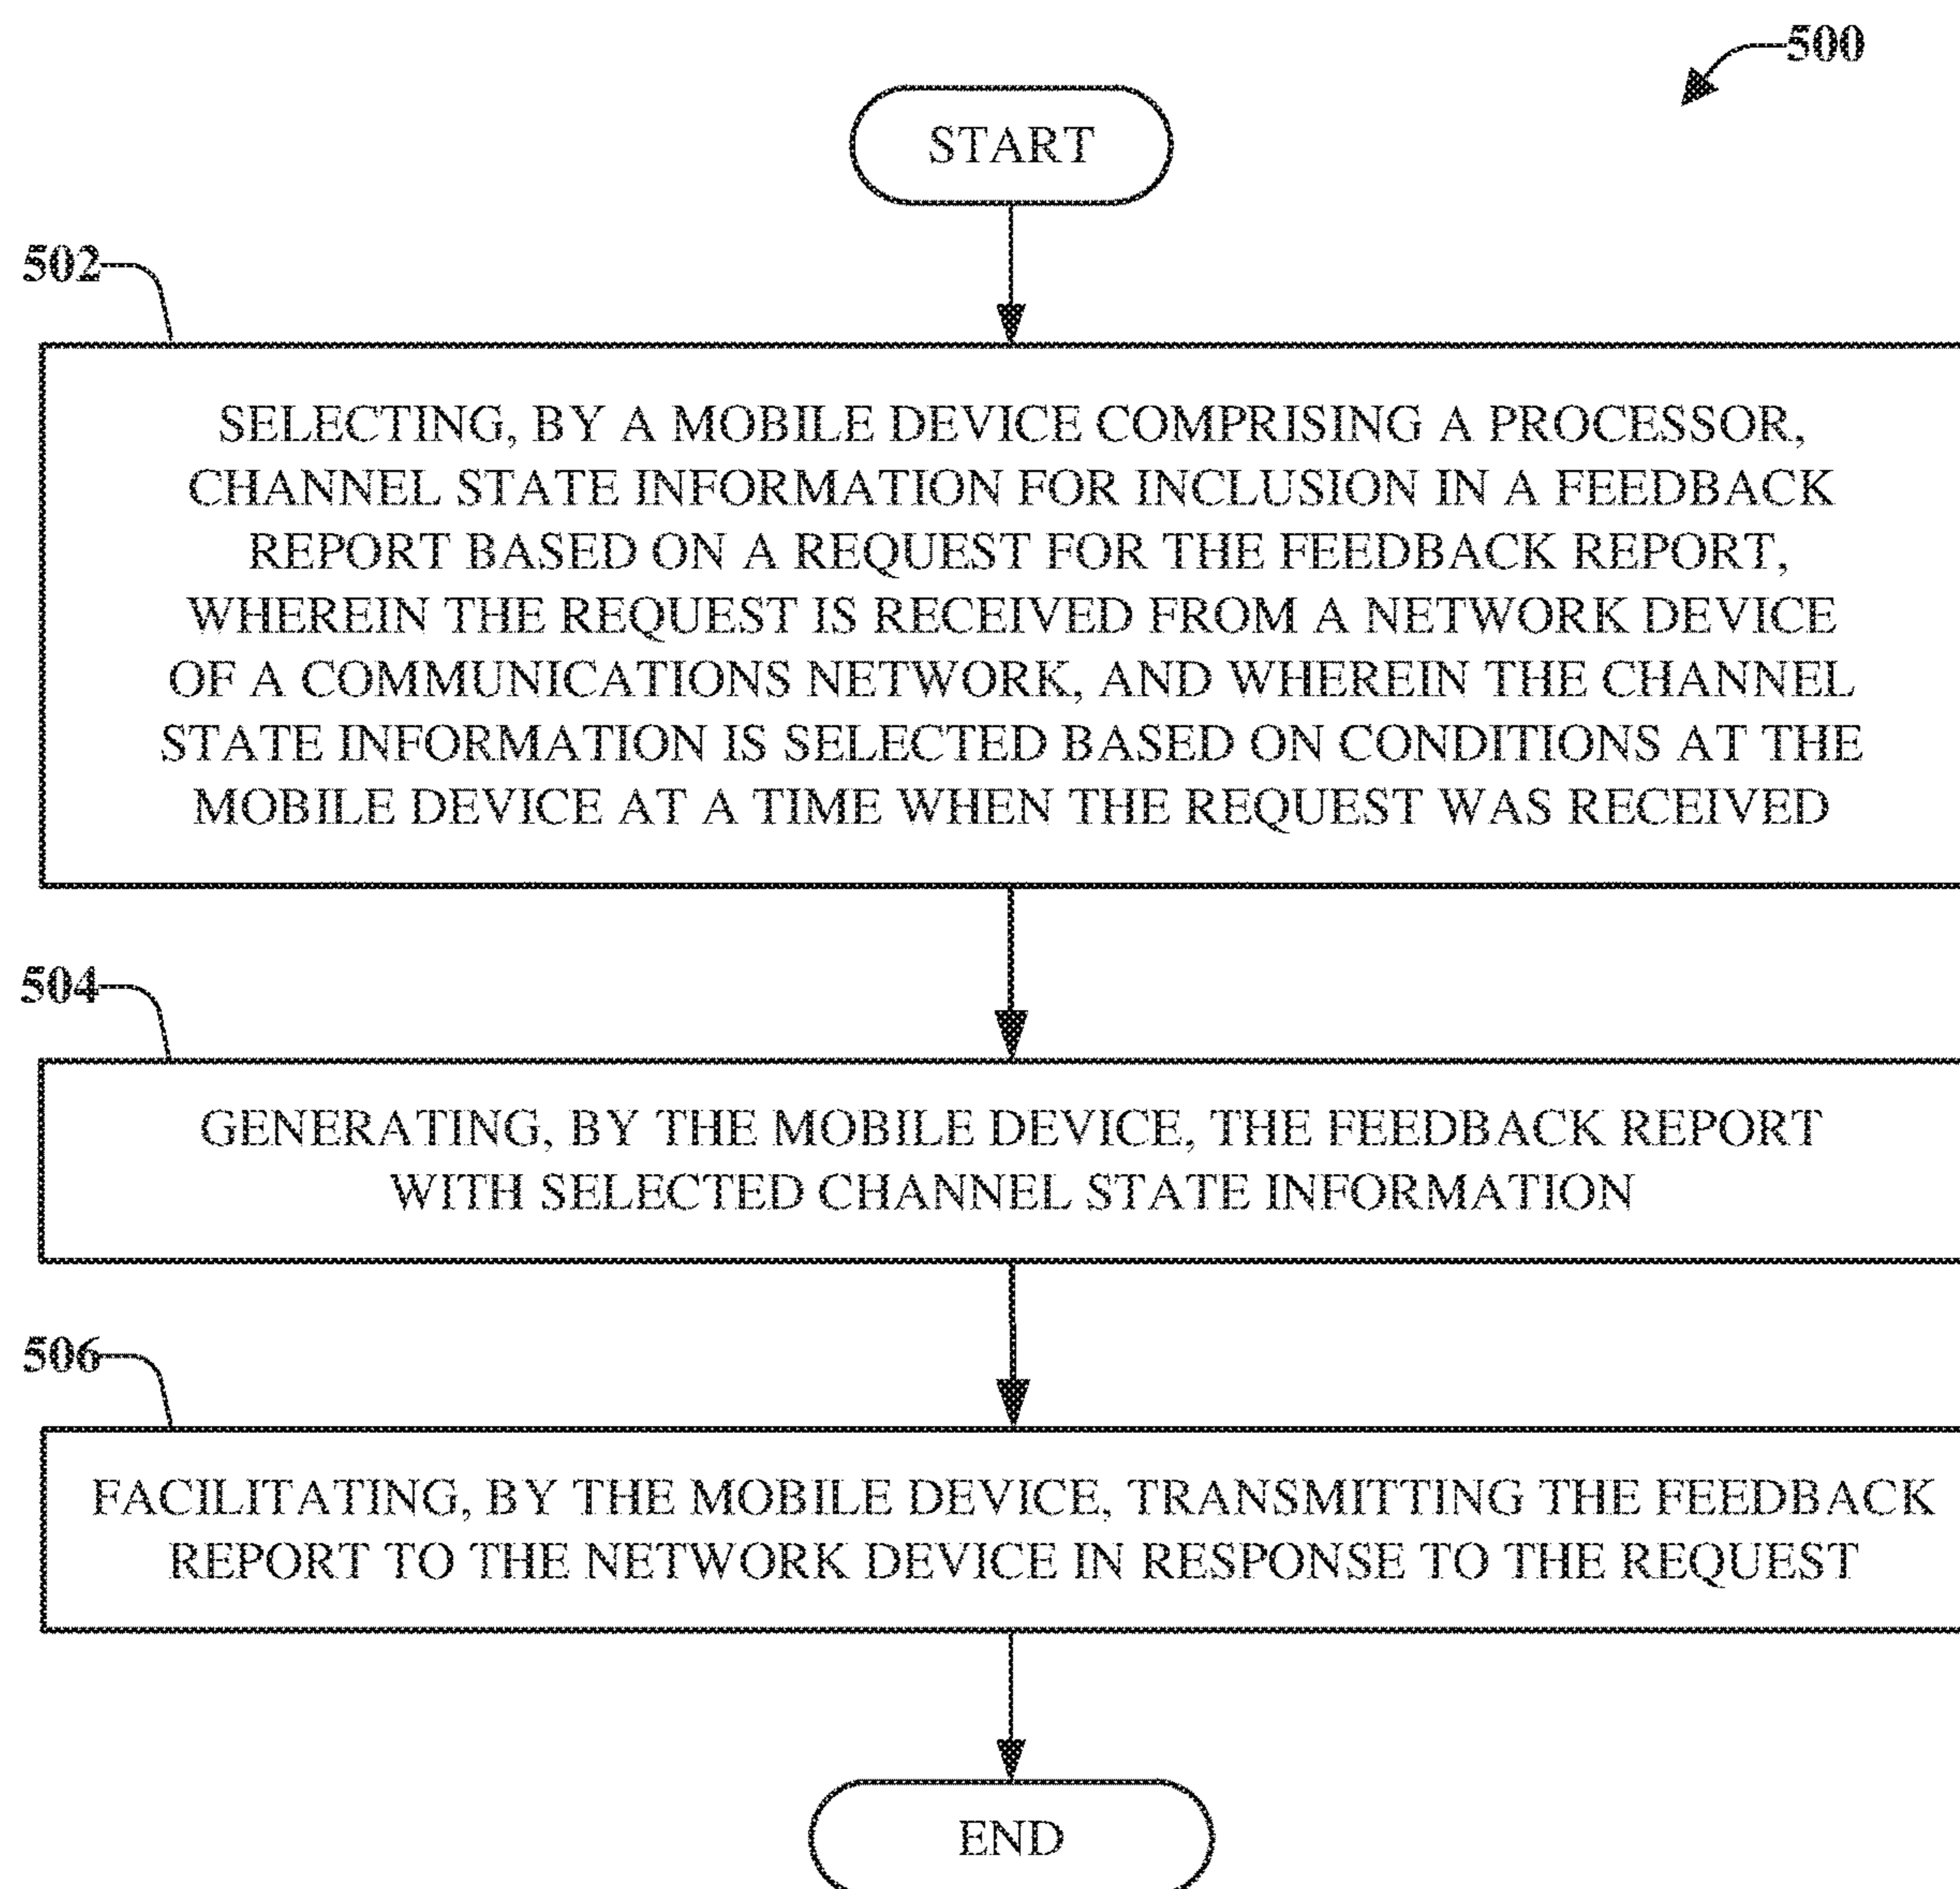 500
START
502
SELECTING, BY A MOBILE DEVICE COMPRISING A PROCESSOR,
CHANNEL STATE INFORMATION FOR INCLUSION IN A FEEDBACK
REPORT BASED ON A REQUEST FOR THE FEEDBACK REPORT,
WHEREIN THE REQUEST IS RECEIVED FROM A NETWORK DEVICE
OF A COMMUNICATIONS NETWORK, AND WHEREIN THE CHANNEL
STATE INFORMATION IS SELECTED BASED ON CONDITIONS AT THE
MOBILE DEVICE AT A TIME WHEN THE REQUEST WAS RECEIVED
504
GENERATING, BY THE MOBILE DEVICE, THE FEEDBACK REPORT
WITH SELECTED CHANNEL STATE INFORMATION
506
FACILITATING, BY THE MOBILE DEVICE, TRANSMITTING THE FEEDBACK
REPORT TO THE NETWORK DEVICE IN RESPONSE TO THE REQUEST
END